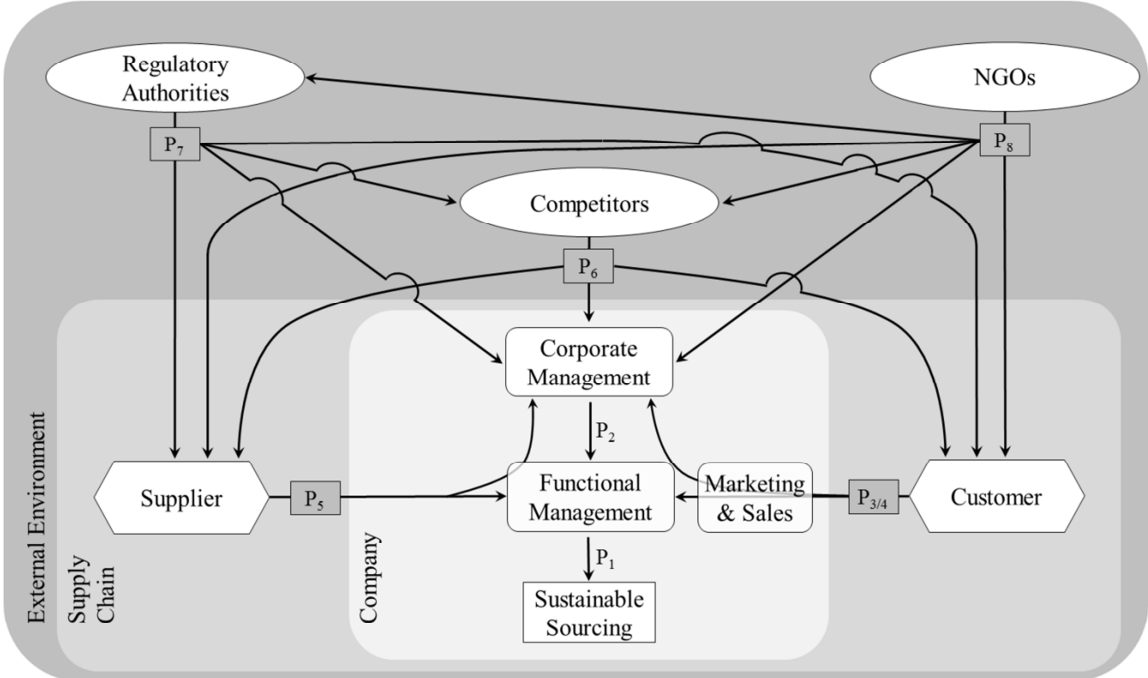 Regulatory
Authorities
NGOs
P7
P8
Competitors
P6
Corporate
Management
P2
Supplier
P5
Functional
Management
Marketing
& Sales
P3/4
Customer
P1
Sustainable
Sourcing
External Environment
Supply
Chain
Company